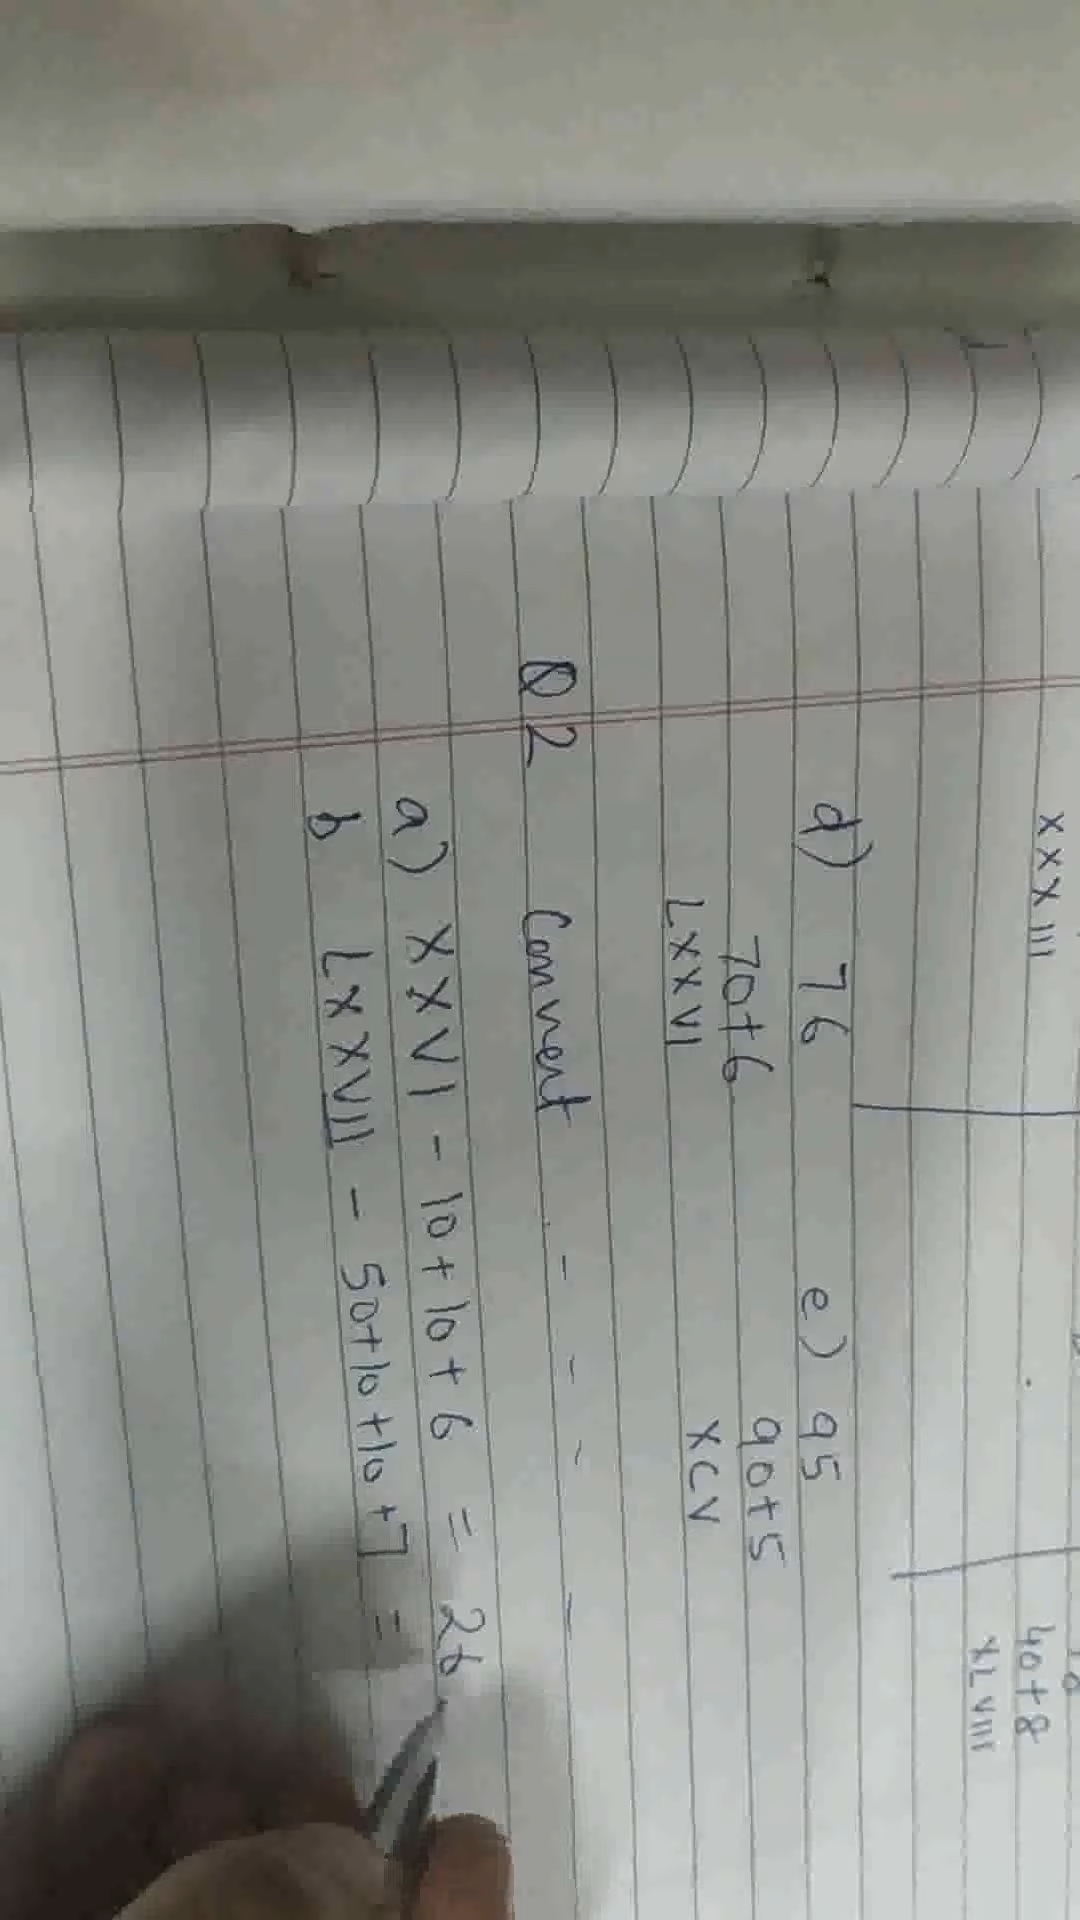 XXXIII
40+8
XLVIII
d) 76 e) 95
70+6 90+5
LXXVI XCV
Q2 Convert - - - -
a) XXVI - 10+10+6 = 26
b LXXVII - 50+10+10+7 =